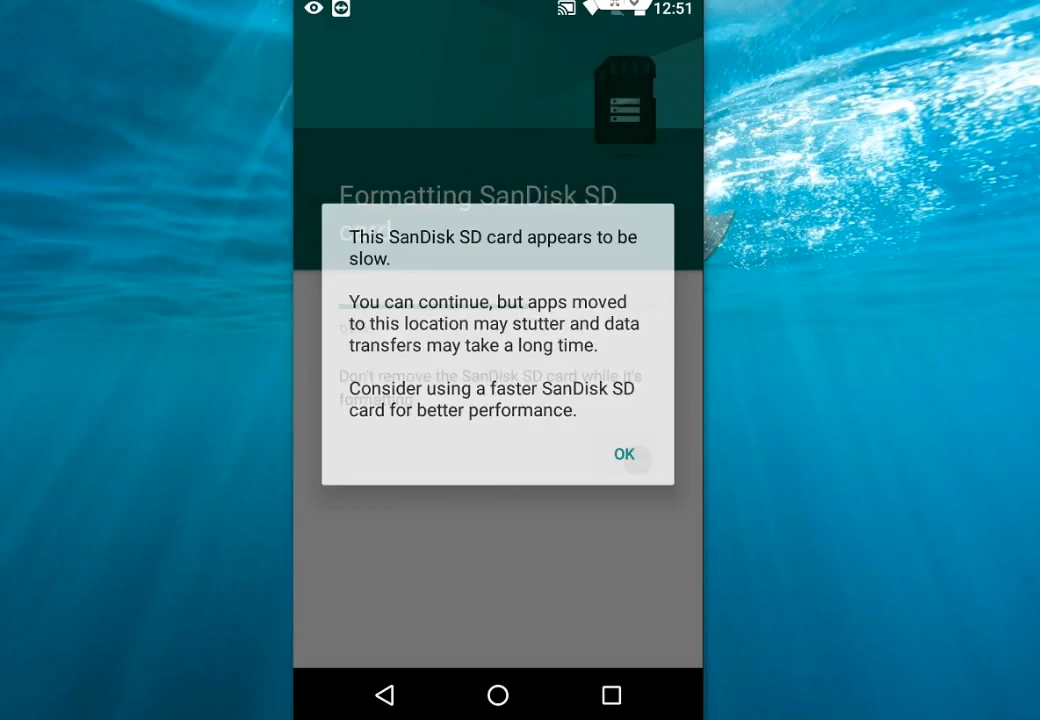 12:51
Formatting SanDisk SD
This SanDisk SD card appears to be
slow.
You can continue, but apps moved
to this location may stutter and data
transfers may take a long time.
Don't remove the SanDisk SD card while it's
formatting
Consider using a faster SanDisk SD
card for better performance.
OK